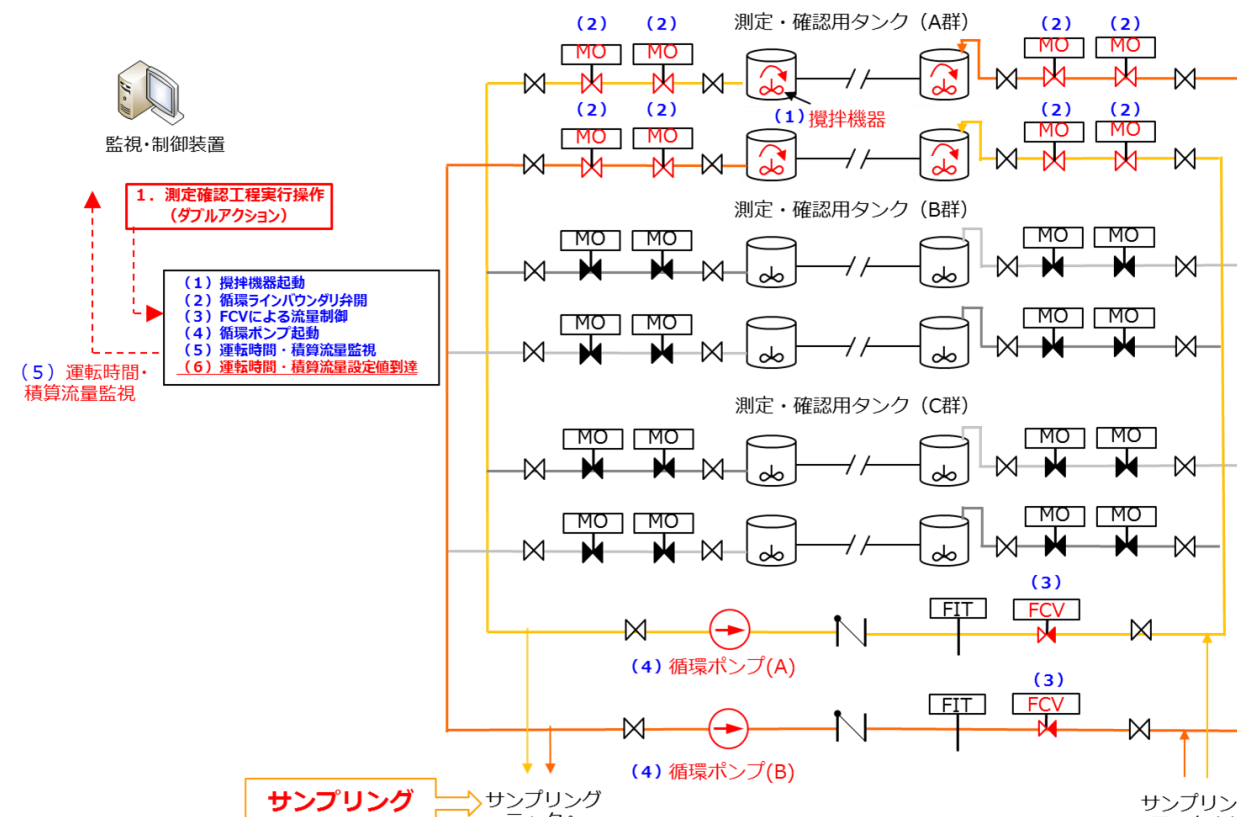 (2) (2) 測定・確認用タンク（A群） (2) (2)
MO MO MO MO
(1) 攪拌機器
(2) (2) (2) (2)
MO MO MO MO
監視・制御装置
1．測定確認工程実行操作
（ダブルアクション）
測定・確認用タンク（B群）
MO MO MO MO
（1）攪拌機器起動
（2）循環ラインバウンダリ弁開
（3）FCVによる流量制御
（4）循環ポンプ起動
（5）運転時間・積算流量監視
（6）運転時間・積算流量設定値到達
MO MO MO MO
（5）運転時間・
積算流量監視
測定・確認用タンク（C群）
MO MO MO MO
MO MO MO MO
(3)
FIT FCV
(4) 循環ポンプ(A)
(3)
FIT FCV
(4) 循環ポンプ(B)
サンプリング
サンプリング
サンプリン